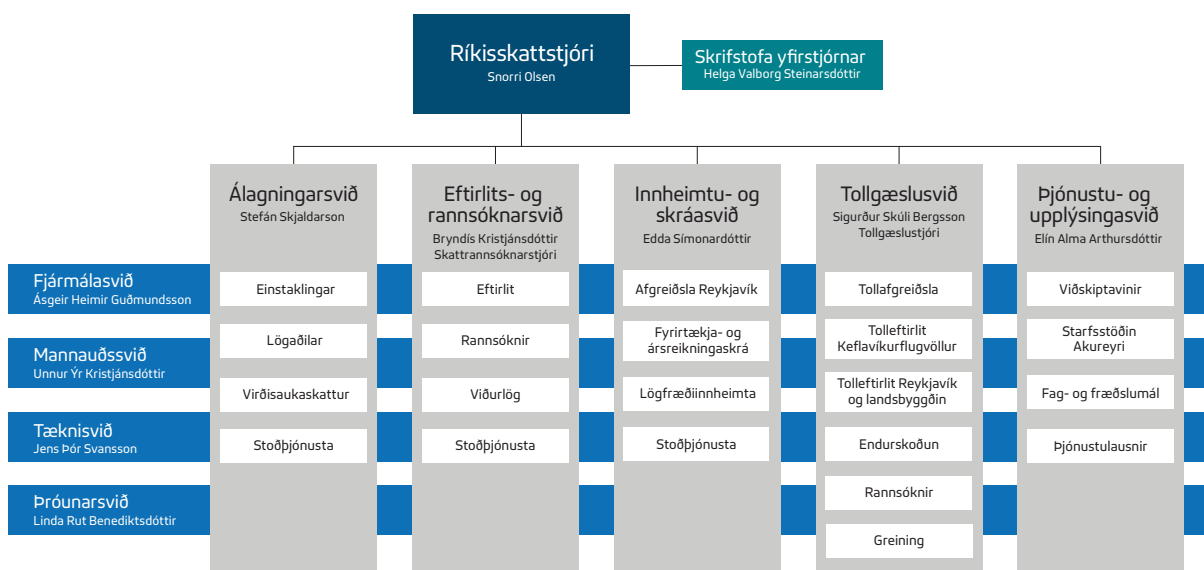 Ríkisskattstjóri
Snorri Olsen
Skrifstofa yfirstjórnar
Helga Valborg Steinarsdóttir
Álagningarsvið
Stefán Skjaldarson
Einstaklingar
Lögaðilar
Virðisaukaskattur
Stoðþjónusta
Eftirlits- og
rannsóknarsvið
Bryndís Kristjánsdóttir
Skattrannsóknarstjóri
Eftirlit
Rannsóknir
Viðurlög
Stoðþjónusta
Innheimtu- og
skráasvið
Edda Símonardóttir
Afgreiðsla Reykjavík
Fyrirtækja- og
ársreikningaskrá
Lögfræðiinnheimta
Stoðþjónusta
Tollgæslusvið
Sigurður Skúli Bergsson
Tollgæslustjóri
Tollafgreiðsla
Tolleftirlit
Keflavíkurflugvöllur
Tolleftirlit Reykjavík
og landsbyggðin
Endurskoðun
Rannsóknir
Greining
Þjónustu- og
upplýsingasvið
Elín Alma Arthursdóttir
Viðskiptavinir
Starfsstöðin
Akureyri
Fag- og fræðslumál
Þjónustulausnir
Fjármálasvið
Ásgeir Heimir Guðmundsson
Mannauðssvið
Unnur Ýr Kristjánsdóttir
Tæknisvið
Jens Þór Svansson
Þróunarsvið
Linda Rut Benediktsdóttir